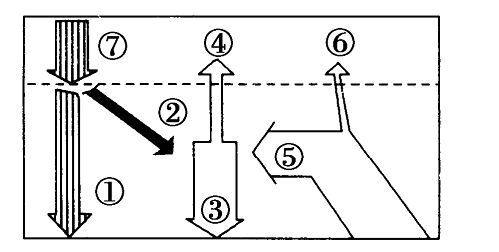 ⑦ ④ ⑥
②
⑤
① ③